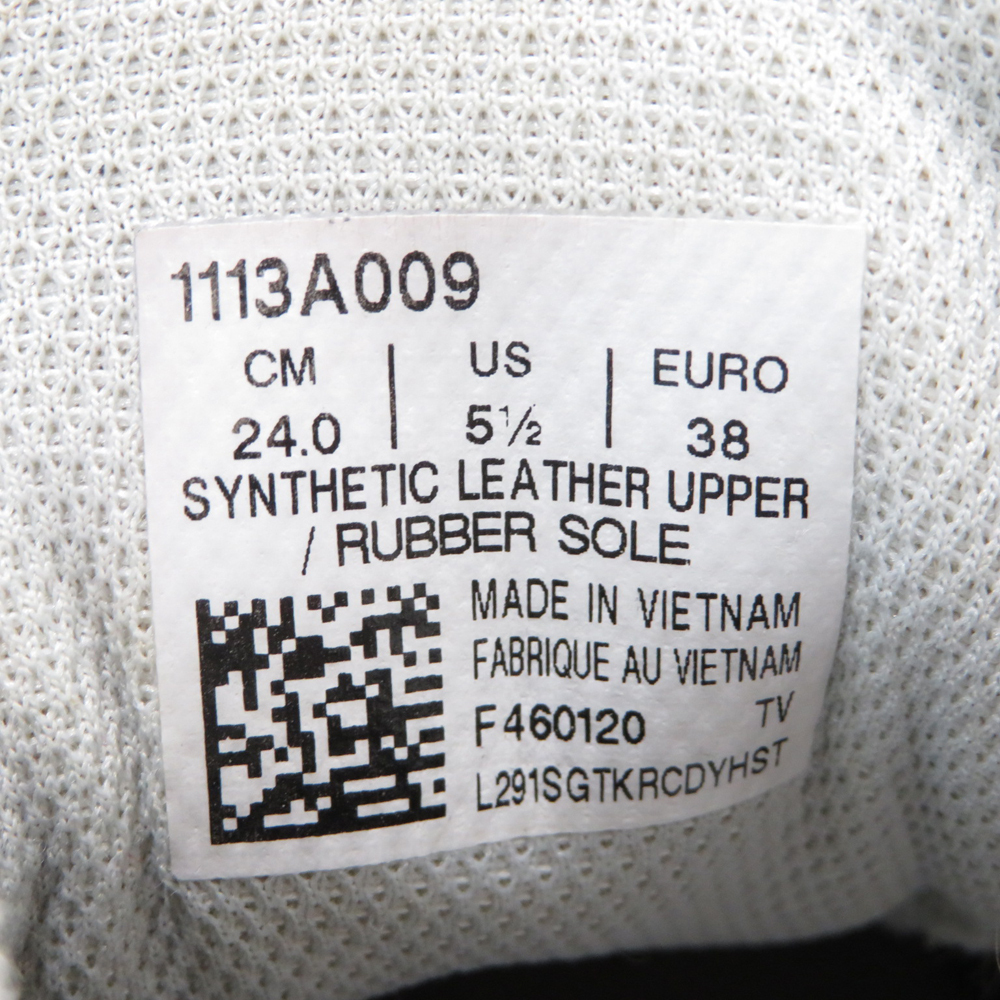 1113A009
CM | US | EURO
24.0 | 5½ | 38
SYNTHETIC LEATHER UPPER
/ RUBBER SOLE
MADE IN VIETNAM
FABRIQUE AU VIETNAM
F460120 TV
L291SGTKRCDYHST